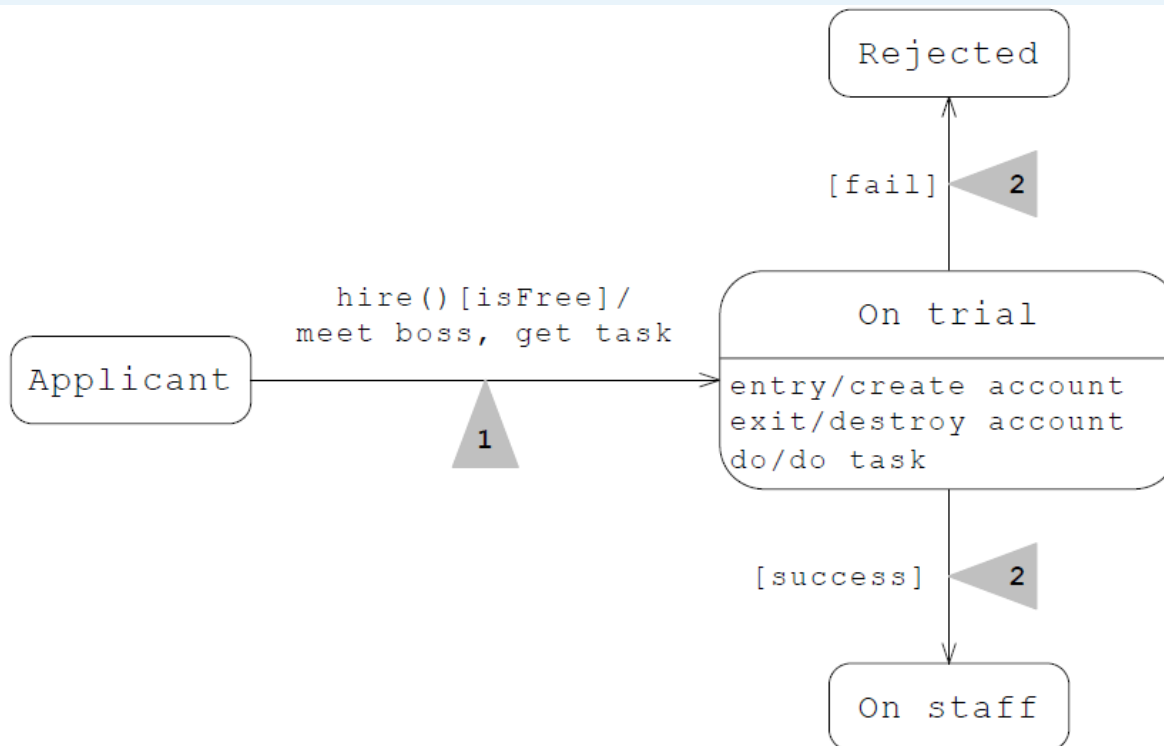 Rejected
[fail]
2
hire()[isFree]/
meet boss, get task
On trial
Applicant
entry/create account
exit/destroy account
do/do task
1
[success]
2
On staff